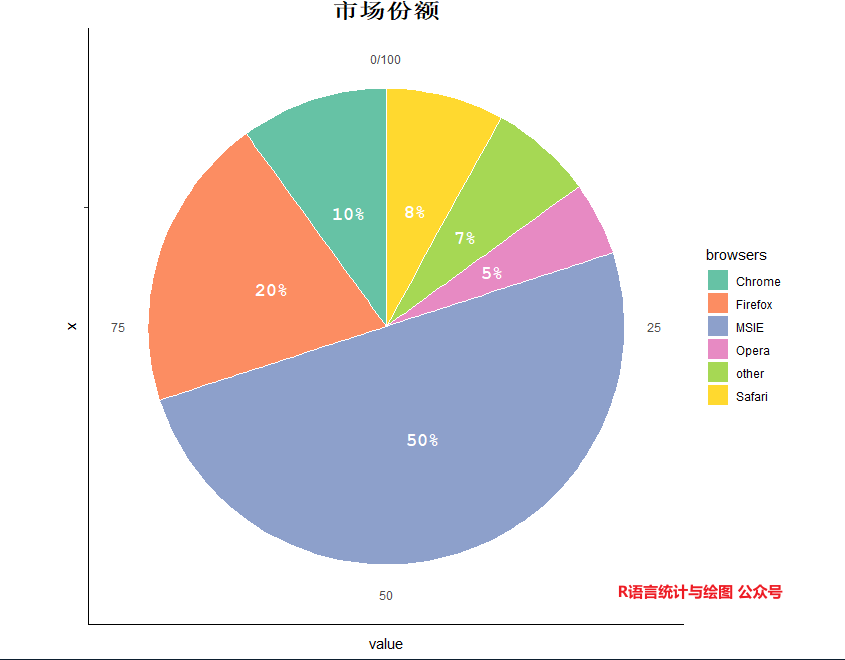 市场份额
0/100
10%
8%
7%
5%
20%
50%
75
25
50
x
value
browsers
Chrome
Firefox
MSIE
Opera
other
Safari
R语言统计与绘图 公众号